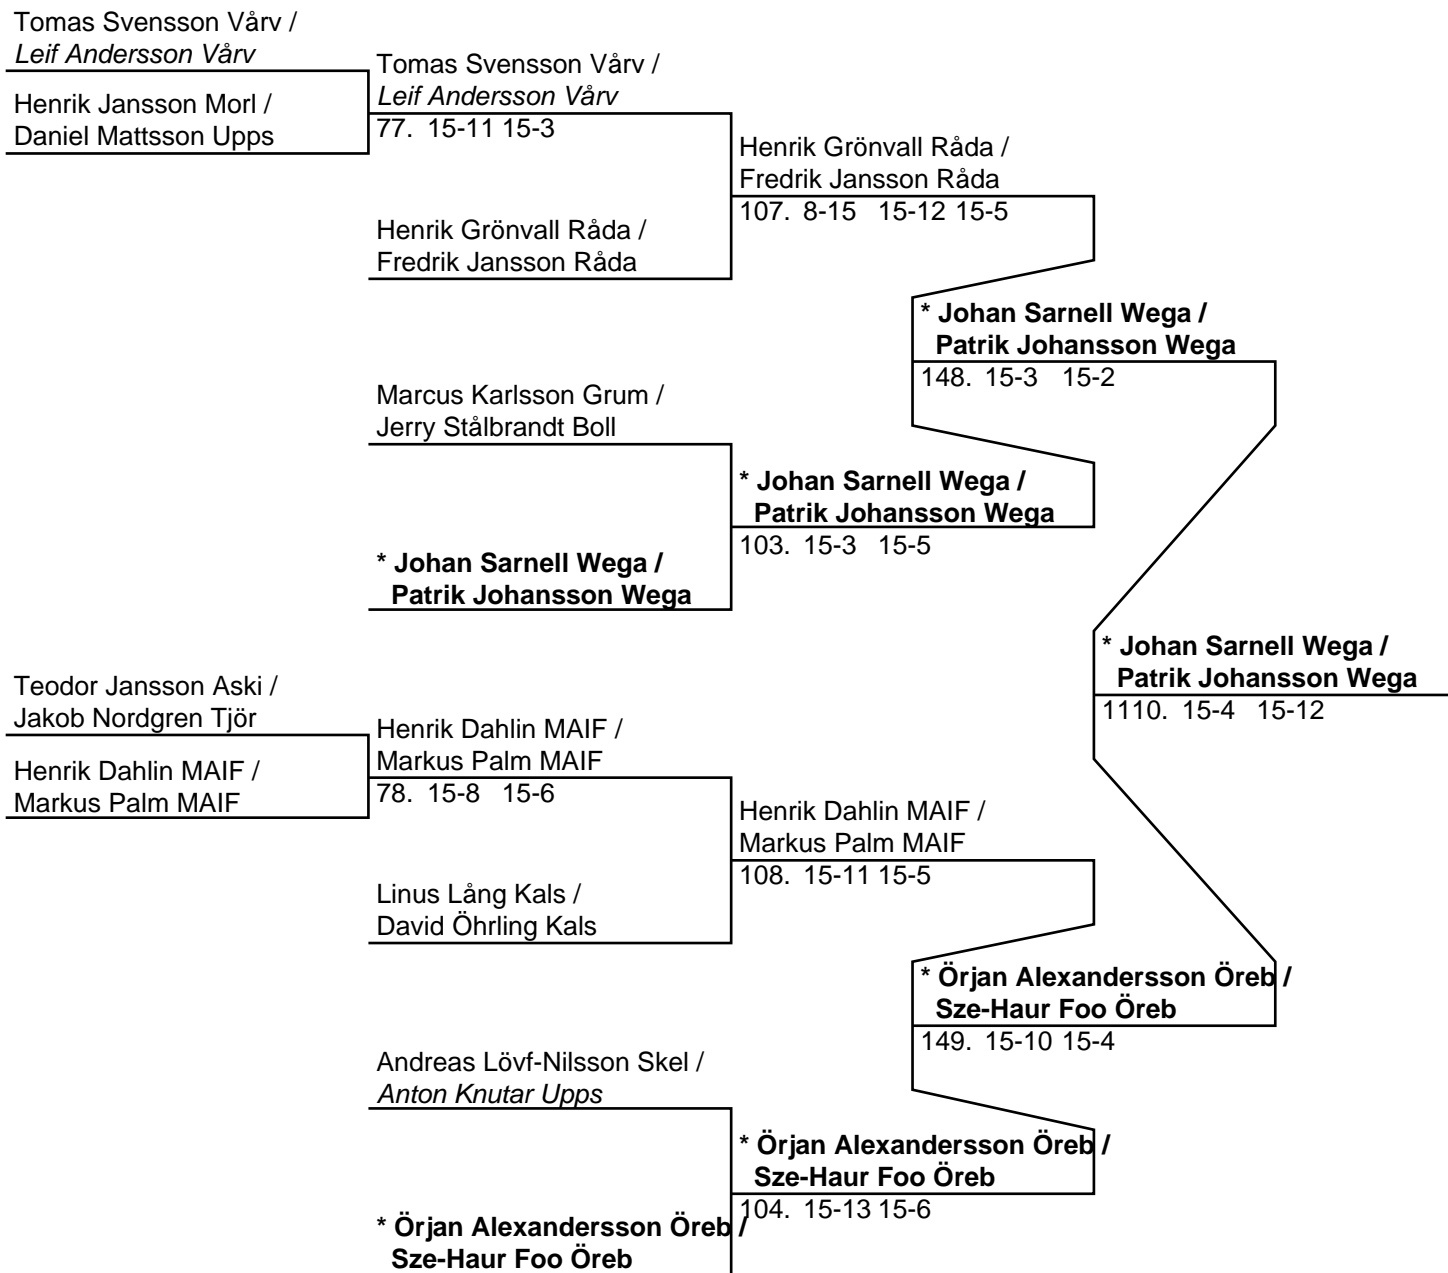 Tomas Svensson Vårv /
Leif Andersson Vårv
Henrik Jansson Morl /
Daniel Mattsson Upps
Tomas Svensson Vårv /
Leif Andersson Vårv
77. 15-11 15-3
Henrik Grönvall Råda /
Fredrik Jansson Råda
Henrik Grönvall Råda /
Fredrik Jansson Råda
107. 8-15 15-12 15-5
Marcus Karlsson Grum /
Jerry Stålbrandt Boll
* Johan Sarnell Wega /
Patrik Johansson Wega
* Johan Sarnell Wega /
Patrik Johansson Wega
103. 15-3 15-5
* Johan Sarnell Wega /
Patrik Johansson Wega
148. 15-3 15-2
Teodor Jansson Aski /
Jakob Nordgren Tjör
Henrik Dahlin MAIF /
Markus Palm MAIF
Henrik Dahlin MAIF /
Markus Palm MAIF
78. 15-8 15-6
Linus Lång Kals /
David Öhrling Kals
Henrik Dahlin MAIF /
Markus Palm MAIF
108. 15-11 15-5
Andreas Lövf-Nilsson Skel /
Anton Knutar Upps
* Örjan Alexandersson Öreb /
Sze-Haur Foo Öreb
* Örjan Alexandersson Öreb /
Sze-Haur Foo Öreb
104. 15-13 15-6
* Örjan Alexandersson Öreb /
Sze-Haur Foo Öreb
149. 15-10 15-4
* Johan Sarnell Wega /
Patrik Johansson Wega
1110. 15-4 15-12